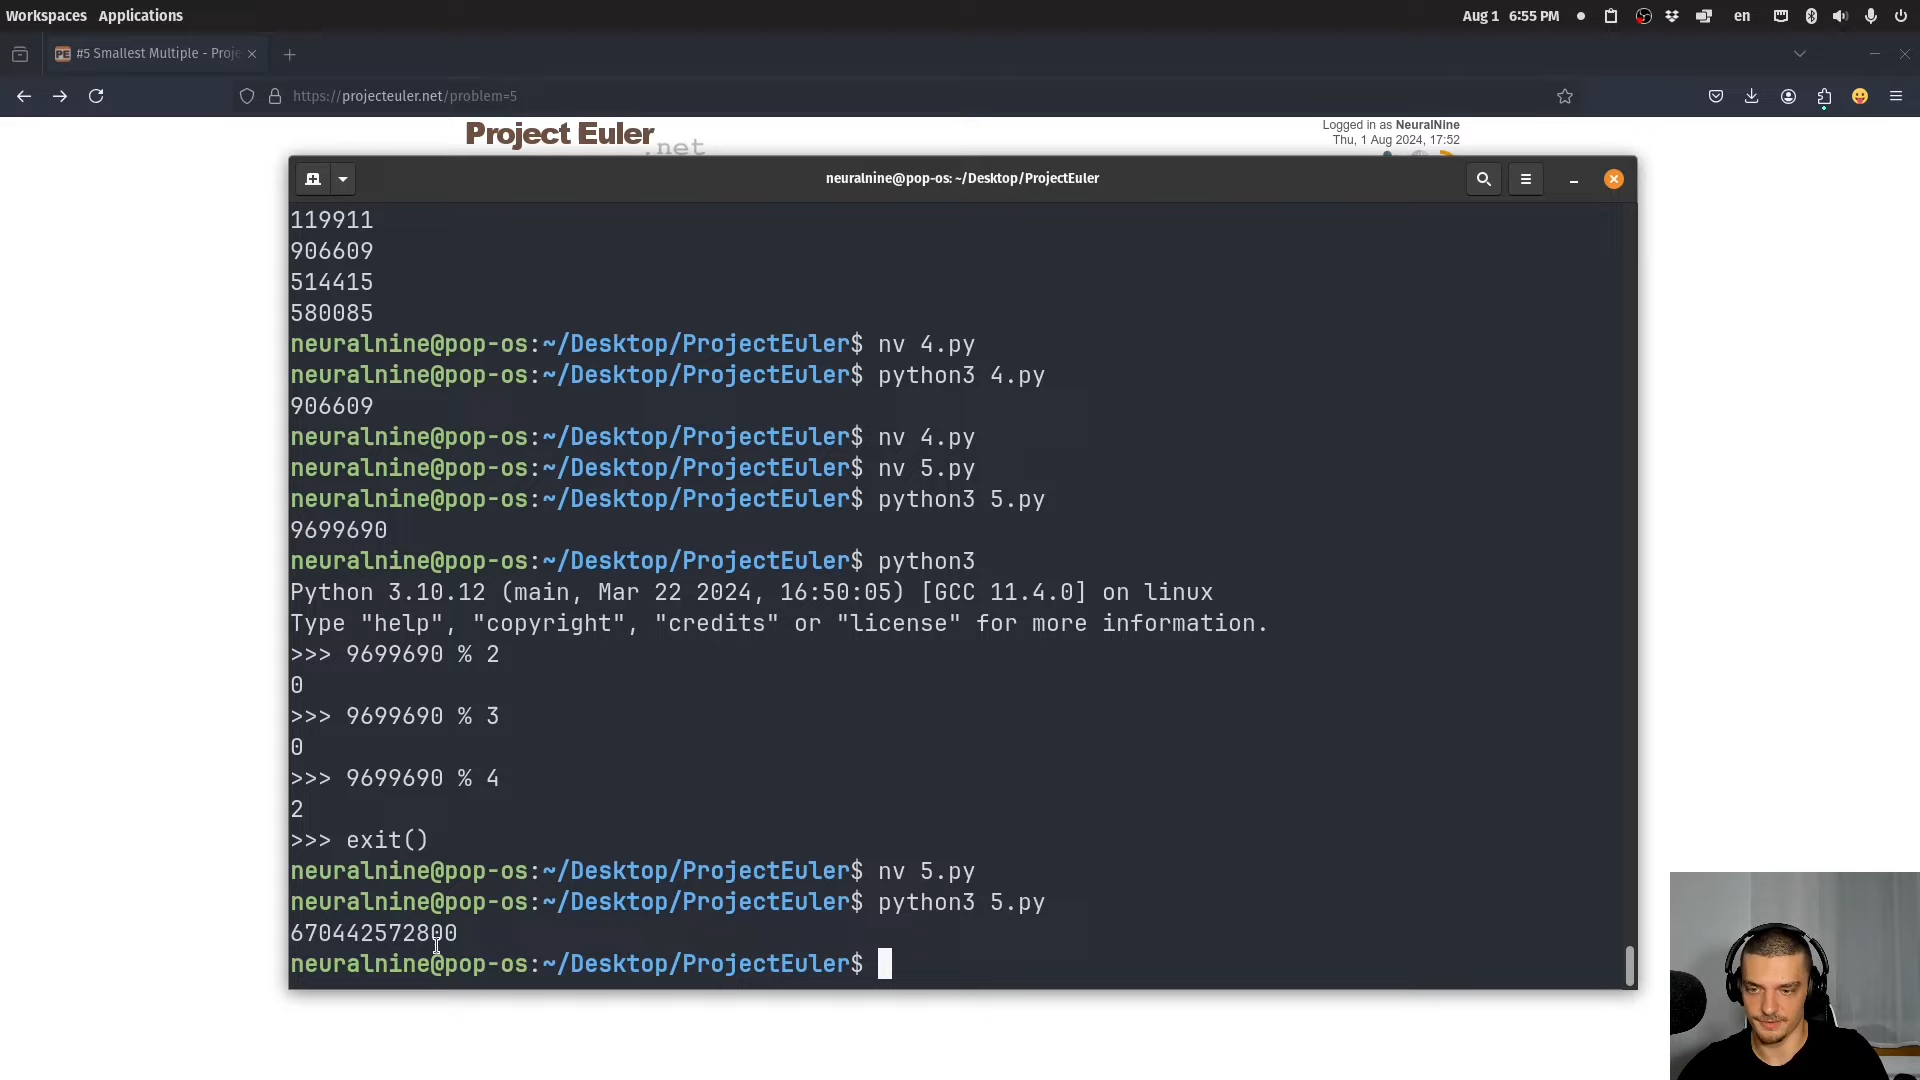 Workspaces Applications
Aug 1 6:55 PM
en
PE #5 Smallest Multiple - Proje
https://projecteuler.net/problem=5
Project Euler
.net
Logged in as NeuralNine
Thu, 1 Aug 2024, 17:52
neuralnine@pop-os: ~/Desktop/ProjectEuler
119911
906609
514415
580085
neuralnine@pop-os:~/Desktop/ProjectEuler$ nv 4.py
neuralnine@pop-os:~/Desktop/ProjectEuler$ python3 4.py
906609
neuralnine@pop-os:~/Desktop/ProjectEuler$ nv 4.py
neuralnine@pop-os:~/Desktop/ProjectEuler$ nv 5.py
neuralnine@pop-os:~/Desktop/ProjectEuler$ python3 5.py
9699690
neuralnine@pop-os:~/Desktop/ProjectEuler$ python3
Python 3.10.12 (main, Mar 22 2024, 16:50:05) [GCC 11.4.0] on linux
Type "help", "copyright", "credits" or "license" for more information.
>>> 9699690 % 2
0
>>> 9699690 % 3
0
>>> 9699690 % 4
2
>>> exit()
neuralnine@pop-os:~/Desktop/ProjectEuler$ nv 5.py
neuralnine@pop-os:~/Desktop/ProjectEuler$ python3 5.py
670442572800
neuralnine@pop-os:~/Desktop/ProjectEuler$